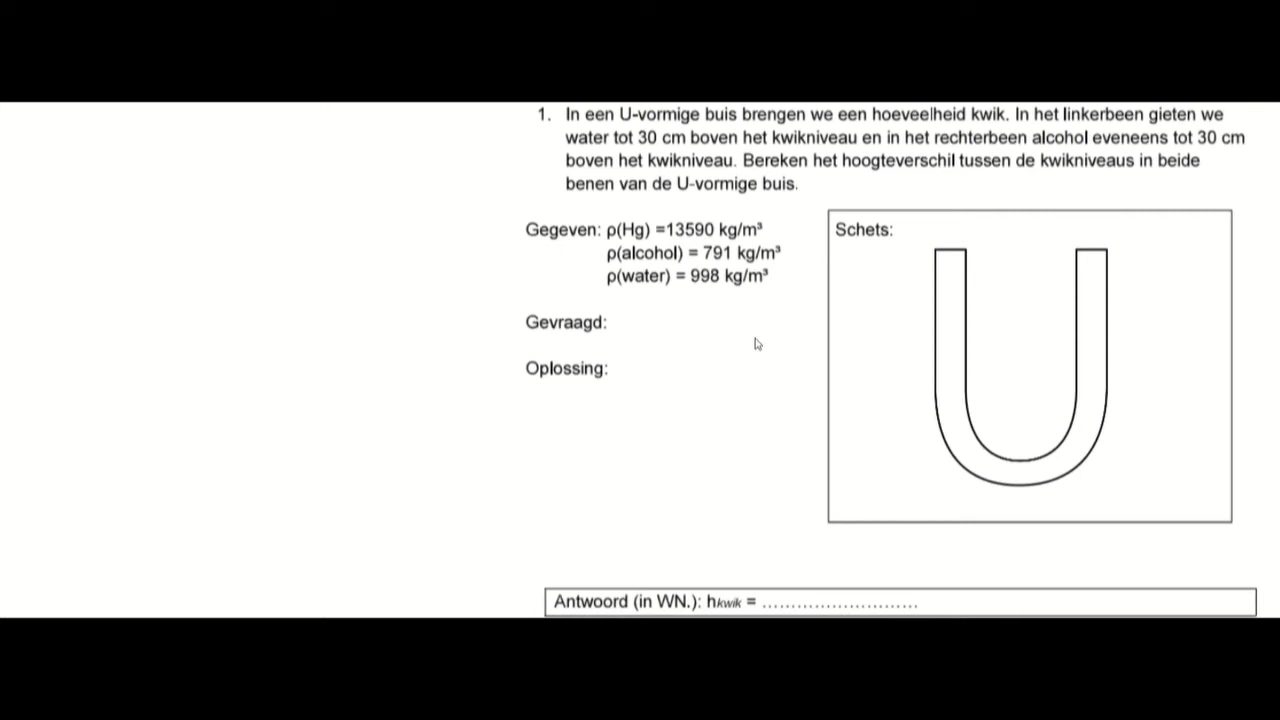 1. In een U-vormige buis brengen we een hoeveelheid kwik. In het linkerbeen gieten we
water tot 30 cm boven het kwikniveau en in het rechterbeen alcohol eveneens tot 30 cm
boven het kwikniveau. Bereken het hoogteverschil tussen de kwikniveaus in beide
benen van de U-vormige buis.
Gegeven: ρ(Hg) =13590 kg/m³
ρ(alcohol) = 791 kg/m³
ρ(water) = 998 kg/m³
Gevraagd:
Oplossing:
Schets:
Antwoord (in WN.): hkwik = ...........................